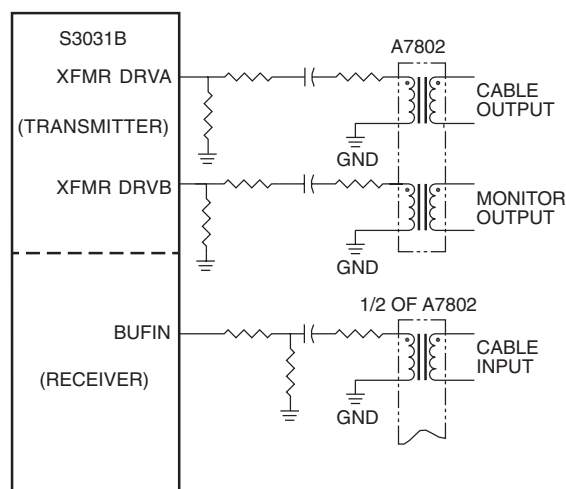 S3031B
A7802
XFMR DRVA
CABLE
OUTPUT
(TRANSMITTER)
GND
XFMR DRVB
MONITOR
OUTPUT
GND
1/2 OF A7802
BUFIN
CABLE
INPUT
(RECEIVER)
GND